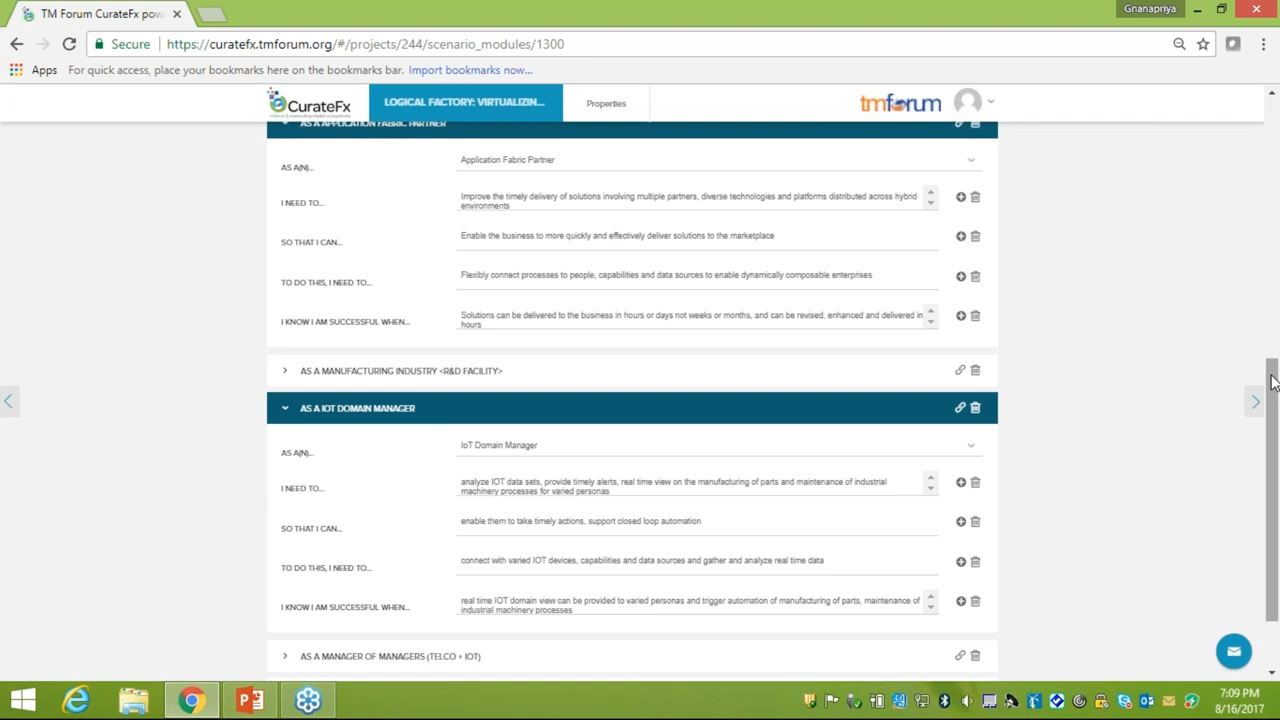 Gnanapriya
TM Forum CurateFx pow
Secure
https://curatefx.tmforum.org/#/projects/244/scenario_modules/1300
Apps For quick access, place your bookmarks here on the bookmarks bar. Import bookmarks now...
CurateFx
LOGICAL FACTORY: VIRTUALIZIN...
Properties
tmforum
AS A APPLICATION FABRIC PARTNER
AS A(N)...
Application Fabric Partner
I NEED TO...
Improve the timely delivery of solutions involving multiple partners, diverse technologies and platforms distributed across hybrid
environments
SO THAT I CAN...
Enable the business to more quickly and effectively deliver solutions to the marketplace
TO DO THIS, I NEED TO...
Flexibly connect processes to people, capabilities and data sources to enable dynamically composable enterprises
I KNOW I AM SUCCESSFUL WHEN...
Solutions can be delivered to the business in hours or days not weeks or months, and can be revised, enhanced and delivered in
hours
AS A MANUFACTURING INDUSTRY <R&D FACILITY>
AS A IOT DOMAIN MANAGER
AS A(N)...
IoT Domain Manager
I NEED TO...
analyze IOT data sets, provide timely alerts, real time view on the manufacturing of parts and maintenance of industrial
machinery processes for varied personas
SO THAT I CAN...
enable them to take timely actions, support closed loop automation
TO DO THIS, I NEED TO...
connect with varied IOT devices, capabilities and data sources and gather and analyze real time data
I KNOW I AM SUCCESSFUL WHEN...
real time IOT domain view can be provided to varied personas and trigger automation of manufacturing of parts, maintenance of
industrial machinery processes
AS A MANAGER OF MANAGERS (TELCO + IOT)
7:09 PM
8/16/2017